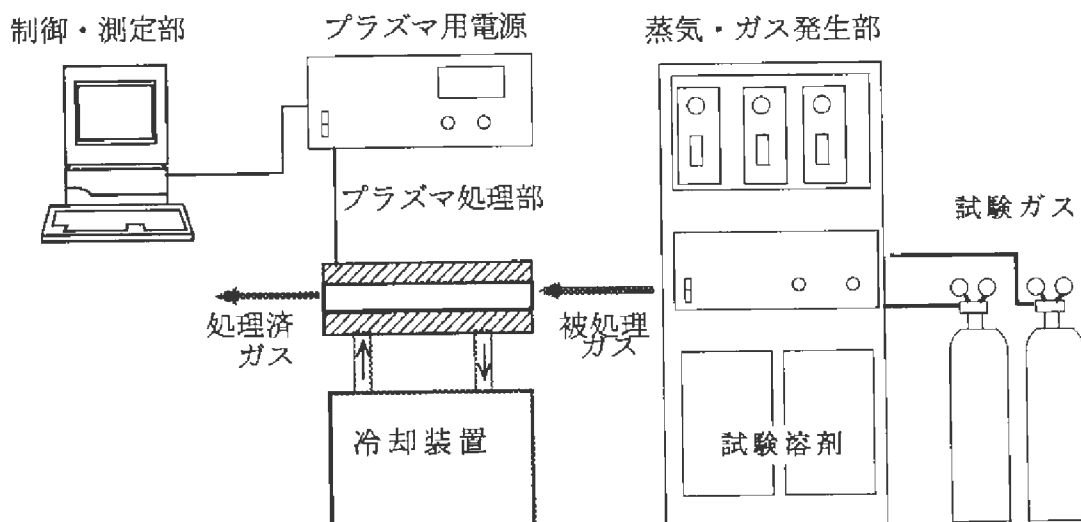 制御・測定部
プラズマ用電源
蒸気・ガス発生部
プラズマ処理部
試験ガス
処理済
ガス
被処理
ガス
冷却装置
試験溶剤